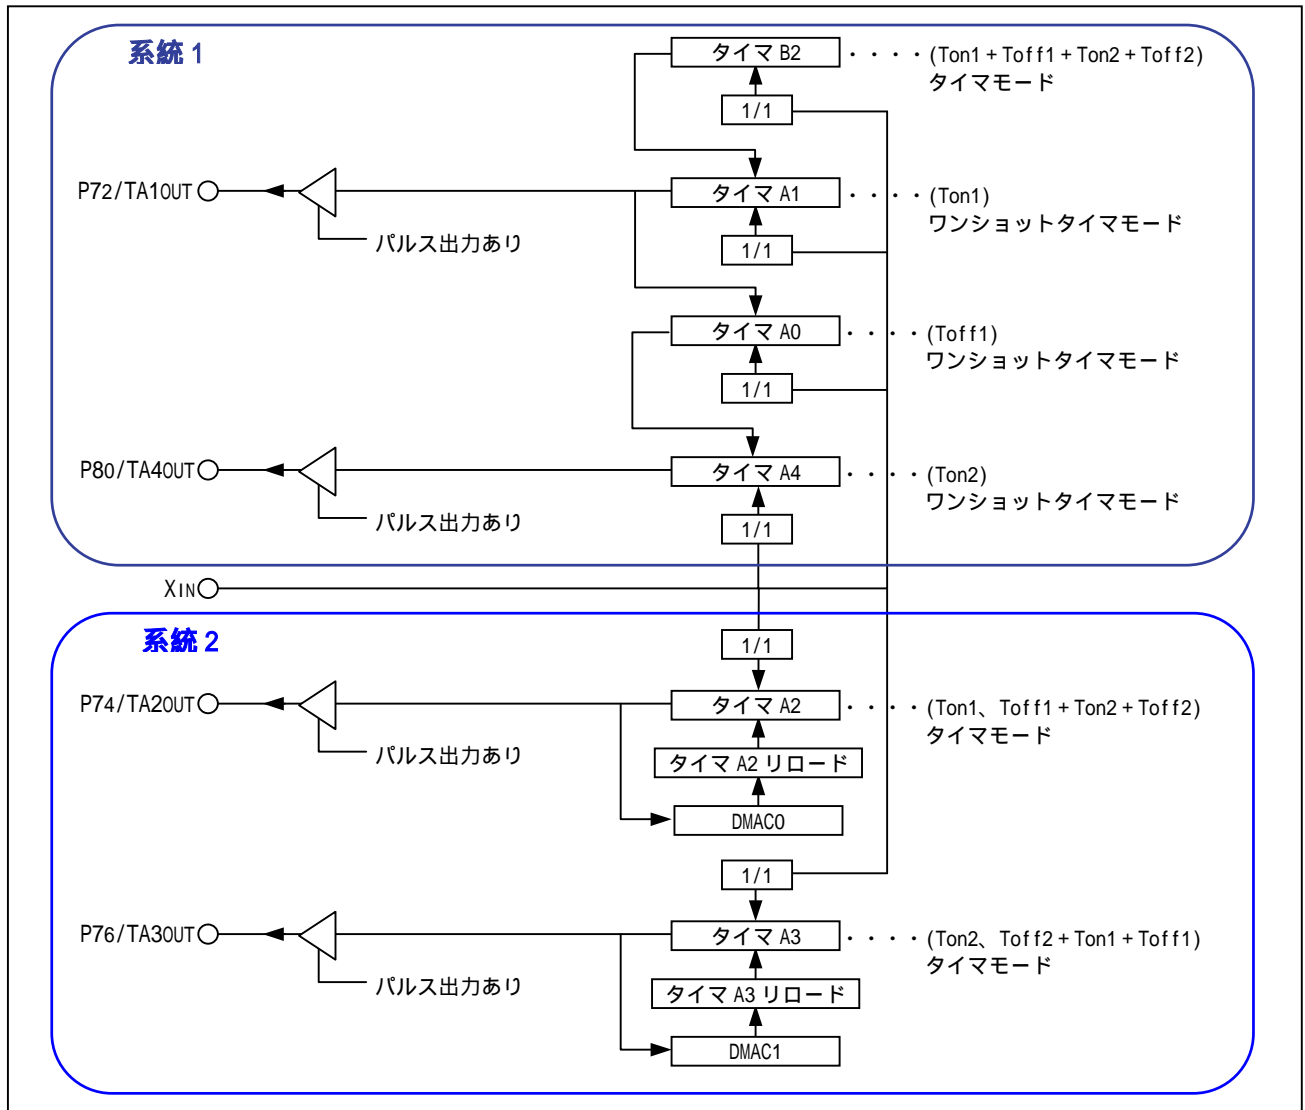 系統 1
タイマ B2 ・・・・(Ton1 + Toff1 + Ton2 + Toff2)
タイマモード
1/1
P72/TA1OUT
タイマ A1 ・・・・(Ton1)
ワンショットタイマモード
パルス出力あり
1/1
タイマ A0 ・・・・(Toff1)
ワンショットタイマモード
1/1
P80/TA4OUT
タイマ A4 ・・・・(Ton2)
ワンショットタイマモード
パルス出力あり
1/1
XIN
系統 2
1/1
P74/TA2OUT
タイマ A2 ・・・・(Ton1、Toff1 + Ton2 + Toff2)
タイマモード
パルス出力あり
タイマ A2 リロード
DMAC0
1/1
P76/TA3OUT
タイマ A3 ・・・・(Ton2、Toff2 + Ton1 + Toff1)
タイマモード
パルス出力あり
タイマ A3 リロード
DMAC1